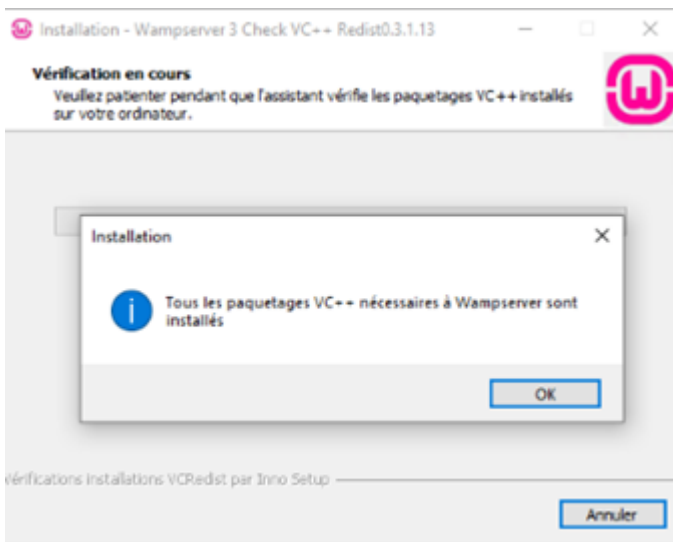 Installation - Wampserver 3 Check VC++ Redist0.3.1.13
Vérification en cours
Veuillez patienter pendant que l'assistant vérifie les paquetages VC++ installés
sur votre ordinateur.
Installation
Tous les paquetages VC++ nécessaires à Wampserver sont
installés
OK
Vérifications installations VCRedist par Inno Setup
Annuler